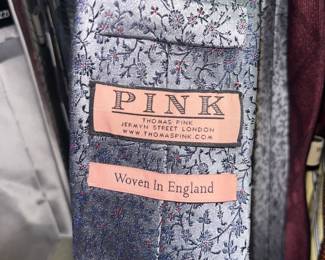 PINK
THOMAS PINK
JERMYN STREET LONDON
WWW.THOMASPINK.COM
Woven In England